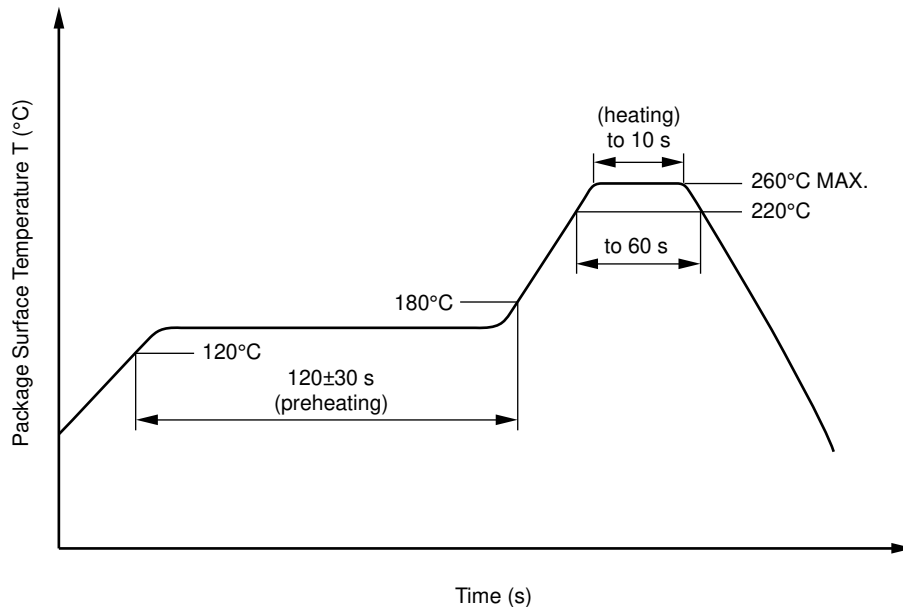 Package Surface Temperature T (°C)
(heating)
to 10 s
260°C MAX.
220°C
to 60 s
180°C
120°C
120±30 s
(preheating)
Time (s)